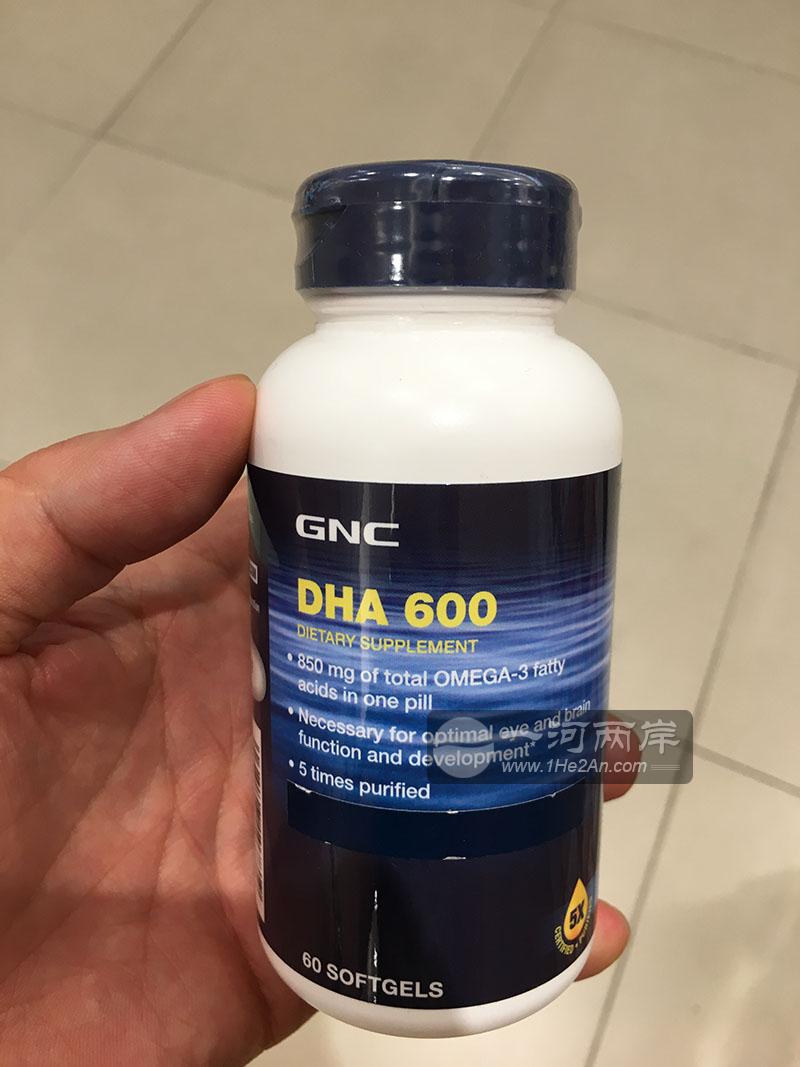 GNC
DHA 600
DIETARY SUPPLEMENT
• 850 mg of total OMEGA-3 fatty
acids in one pill
• Necessary for optimal eye and brain
function and development*
• 5 times purified
一河两岸
www.1He2An.com
5X
CERTIFIED
60 SOFTGELS